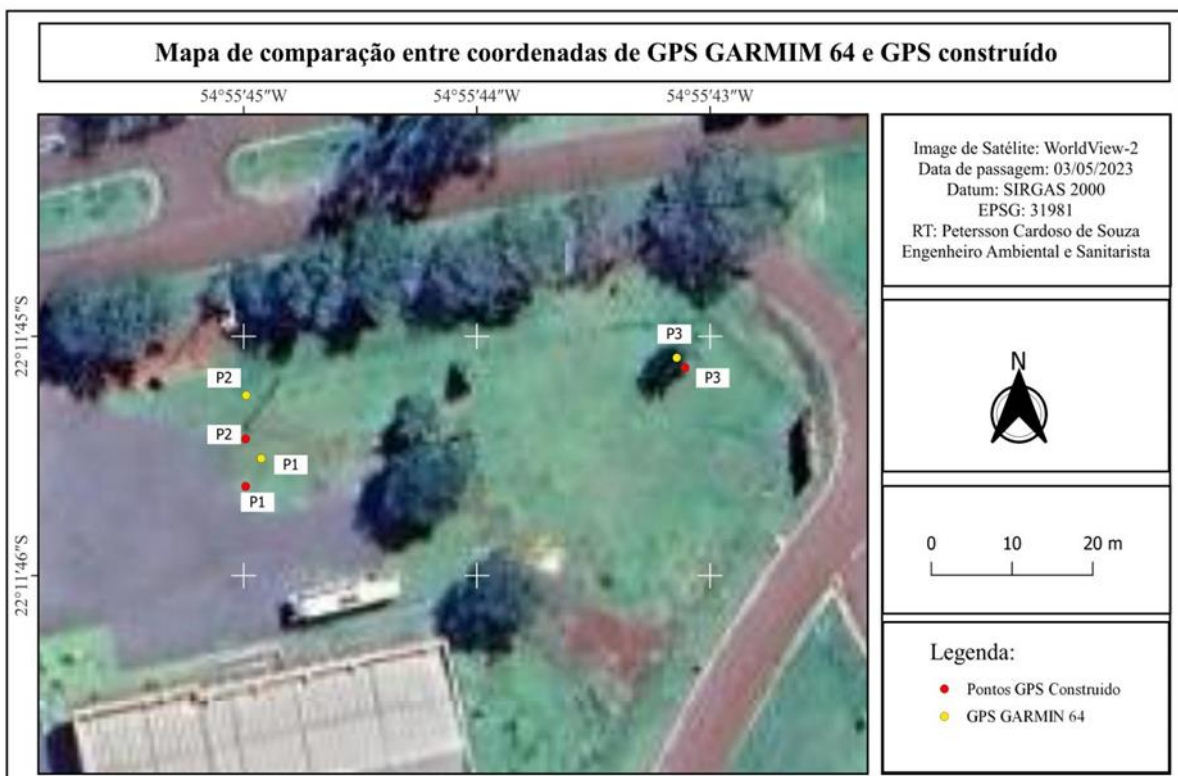 Mapa de comparação entre coordenadas de GPS GARMIM 64 e GPS construído
54°55'45"W
54°55'44"W
54°55'43"W
22°11'45"S
22°11'46"S
P3
P3
P2
P2
P1
P1
Image de Satélite: WorldView-2
Data de passagem: 03/05/2023
Datum: SIRGAS 2000
EPSG: 31981
RT: Petersson Cardoso de Souza
Engenheiro Ambiental e Sanitarista
N
0 10 20 m
Legenda:
Pontos GPS Construido
GPS GARMIN 64